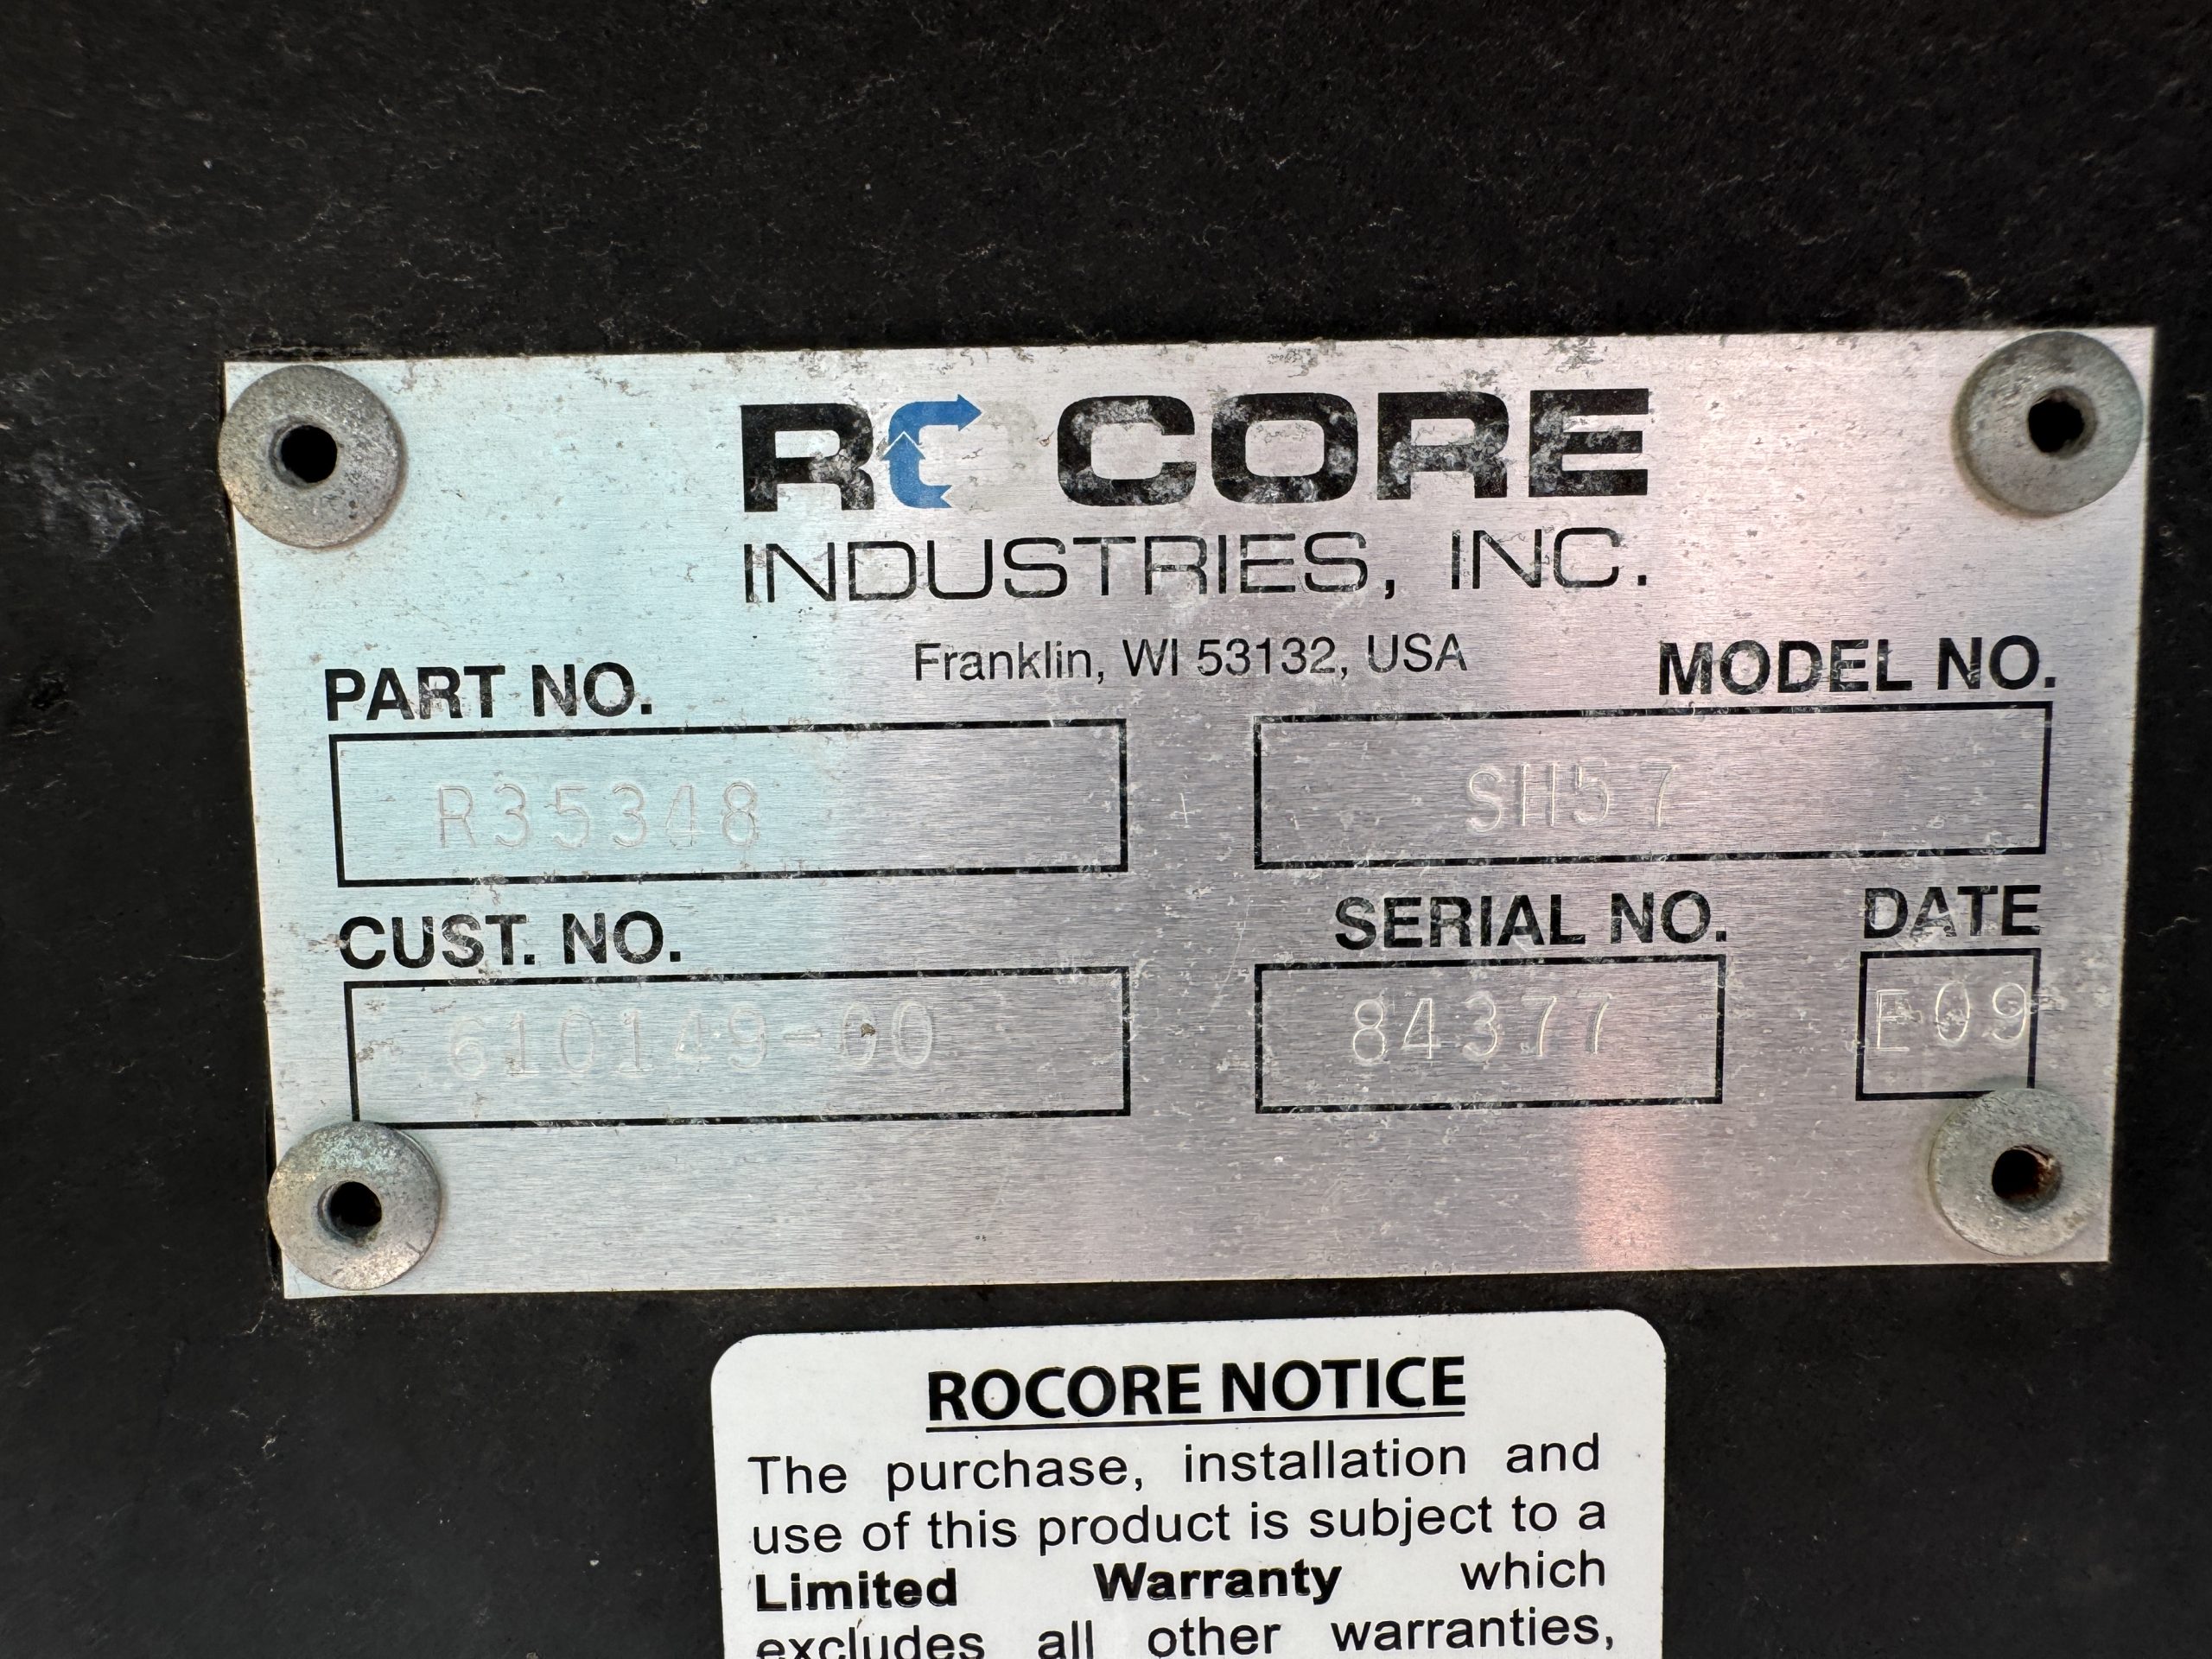 ROCORE
INDUSTRIES, INC.
Franklin, WI 53132, USA
PART NO.
MODEL NO.
R35348
SH57
CUST. NO.
SERIAL NO.
DATE
610149-00
84377
E09
ROCORE NOTICE
The purchase, installation and
use of this product is subject to a
Limited Warranty which
excludes all other warranties,